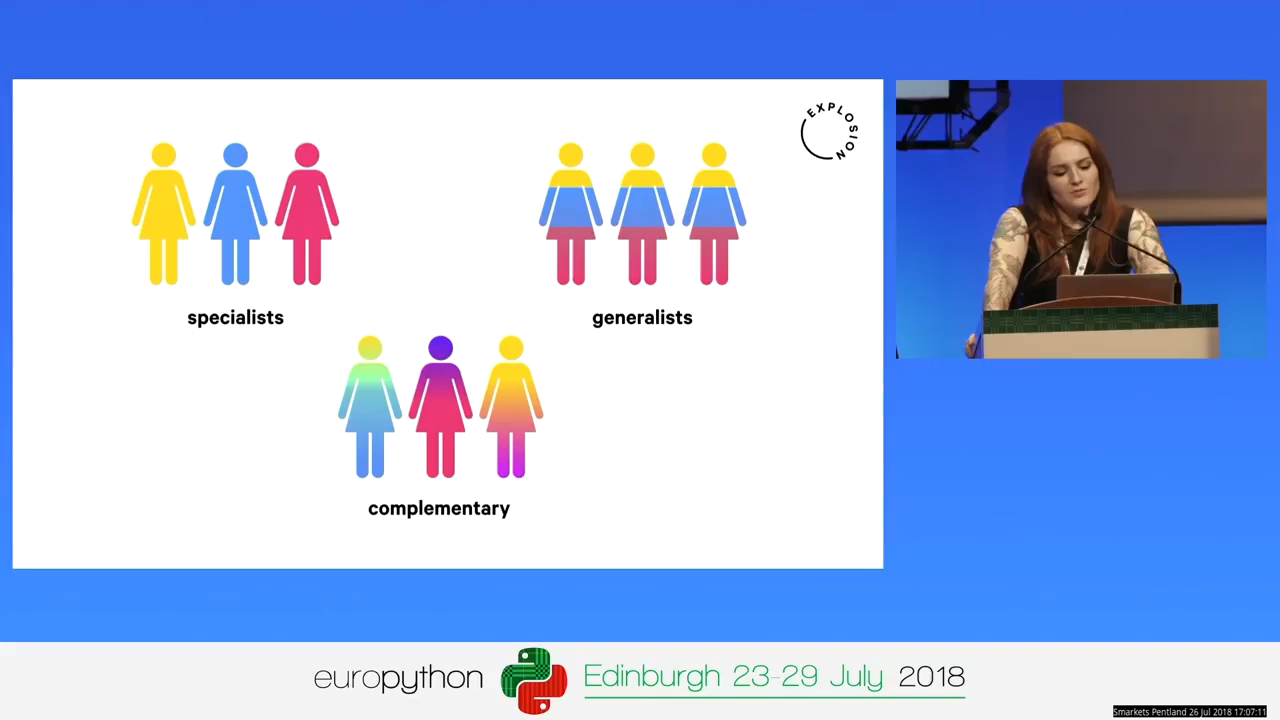 EXPLOSION
specialists
generalists
complementary
europython
Edinburgh 23-29 July 2018
Smarkets Pentland 26 Jul 2018 17:07:11